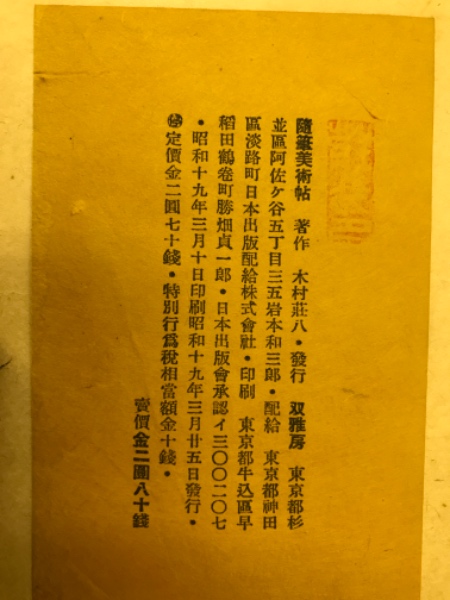 隨筆美術帖　著作　木村莊八・發行　双雅房　東京都杉
並區阿佐ケ谷五丁目三五岩本和三郎・配給　東京都神田
區淡路町日本出版配給株式會社・印刷　東京都牛込區早
稻田鶴卷町勝畑貞一郎・日本出版會承認イ三〇〇二〇七
・昭和十九年三月十日印刷昭和十九年三月廿五日發行・
㊕定價金二圓七十錢・特別行爲稅相當額金十錢・
賣價金二圓八十錢